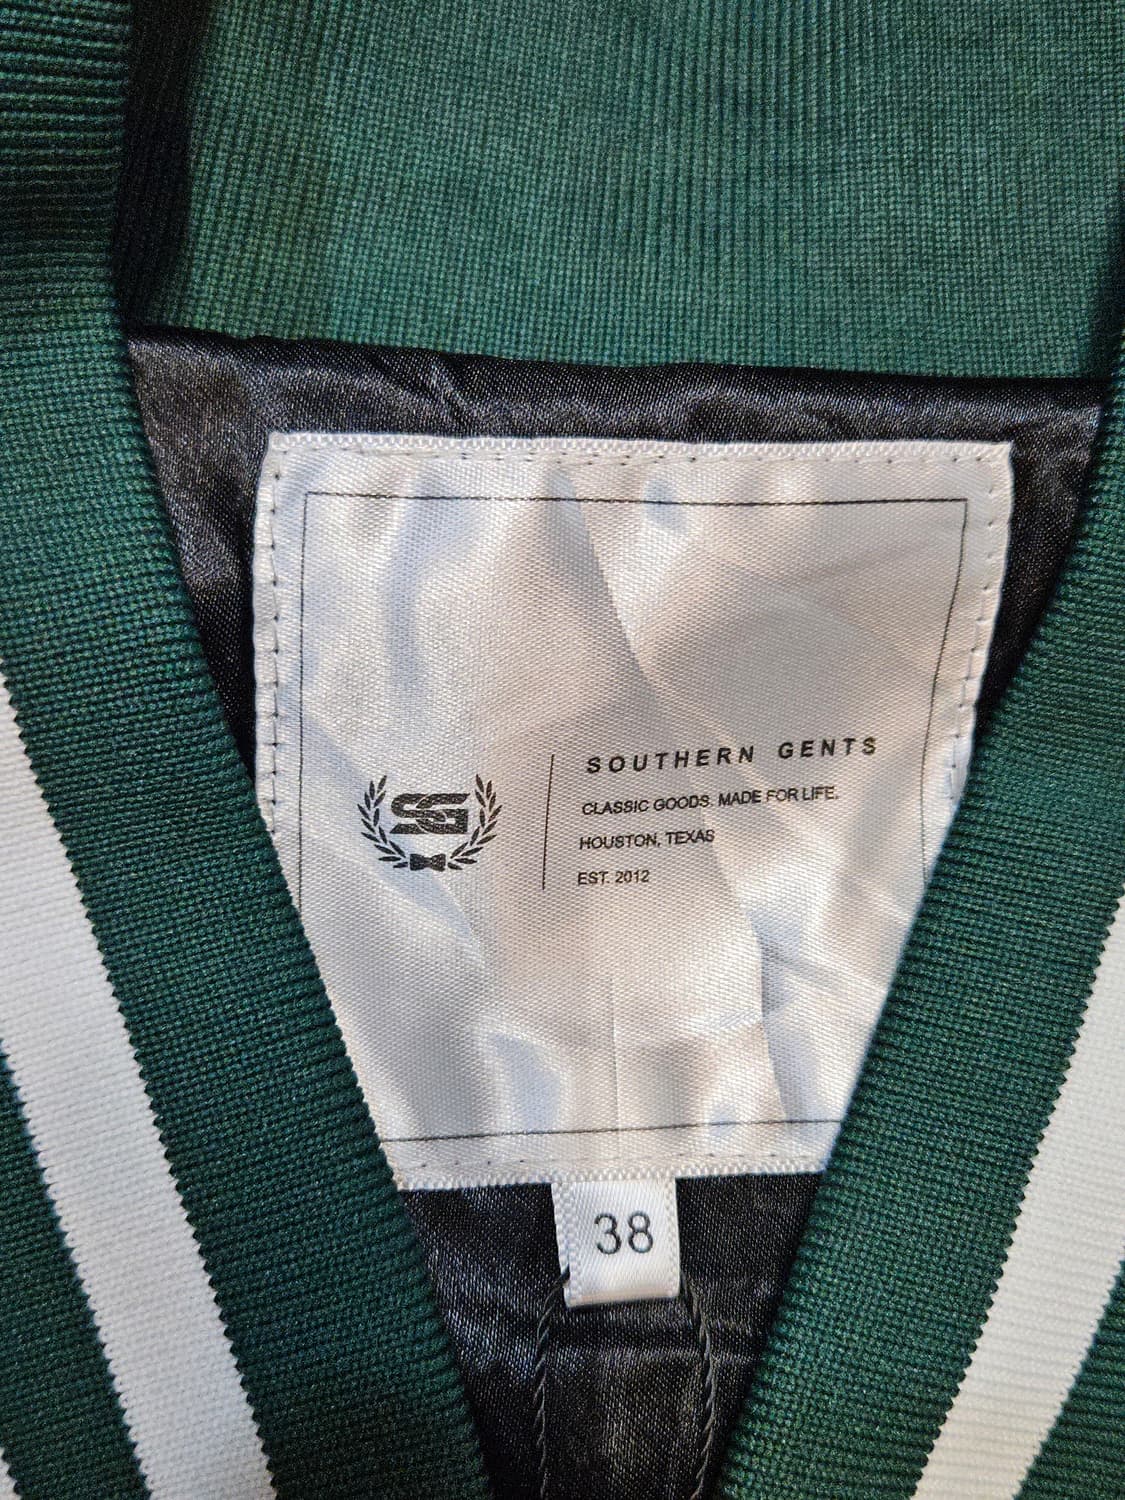 SG
SOUTHERN GENTS
CLASSIC GOODS. MADE FOR LIFE.
HOUSTON, TEXAS
EST. 2012
38